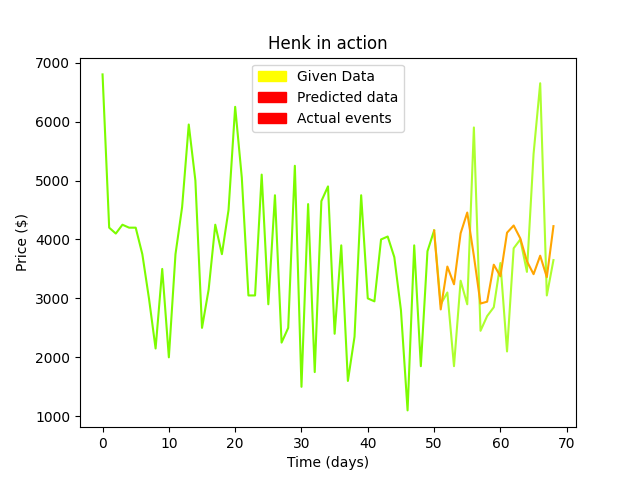 Henk in action
Given Data
Predicted data
Actual events
Price ($)
7000
6000
5000
4000
3000
2000
1000
0 10 20 30 40 50 60 70
Time (days)